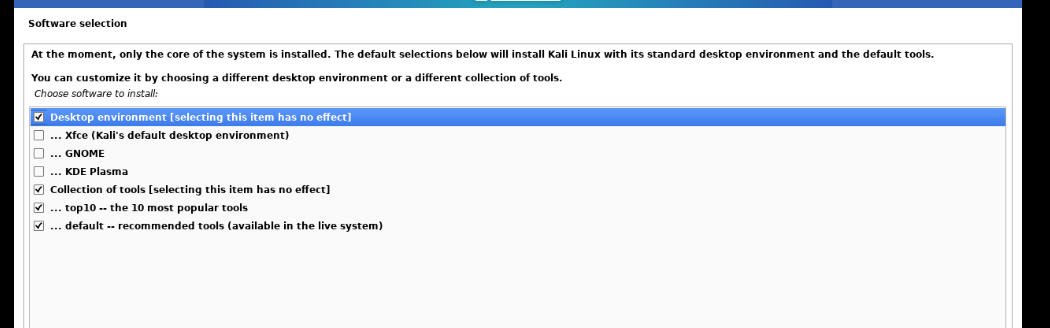 Software selection
At the moment, only the core of the system is installed. The default selections below will install Kali Linux with its standard desktop environment and the default tools.
You can customize it by choosing a different desktop environment or a different collection of tools.
Choose software to install:
Desktop environment [selecting this item has no effect]
... Xfce (Kali's default desktop environment)
... GNOME
... KDE Plasma
Collection of tools [selecting this item has no effect]
... top10 -- the 10 most popular tools
... default -- recommended tools (available in the live system)